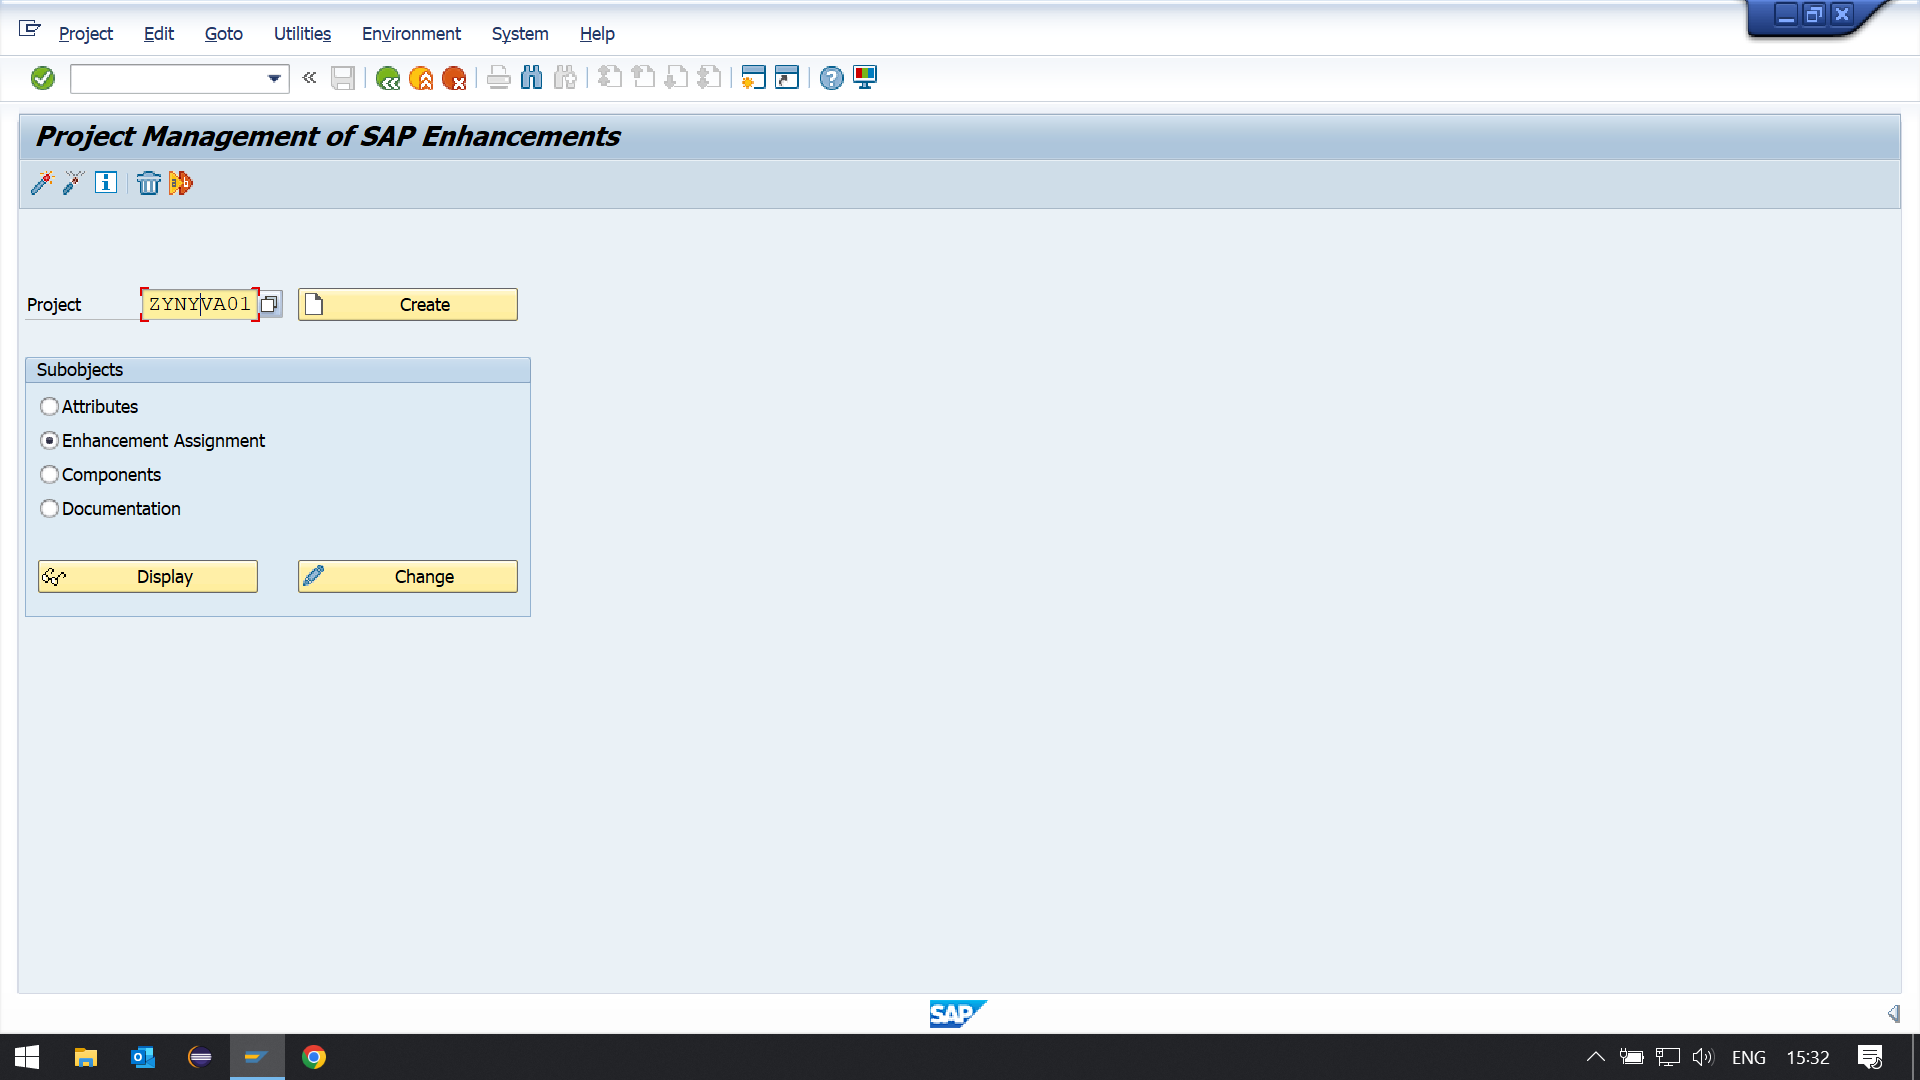 Project Edit Goto Utilities Environment System Help
Project Management of SAP Enhancements
Project ZYNYVA01 Create
Subobjects
Attributes
Enhancement Assignment
Components
Documentation
Display Change
SAP
ENG 15:32